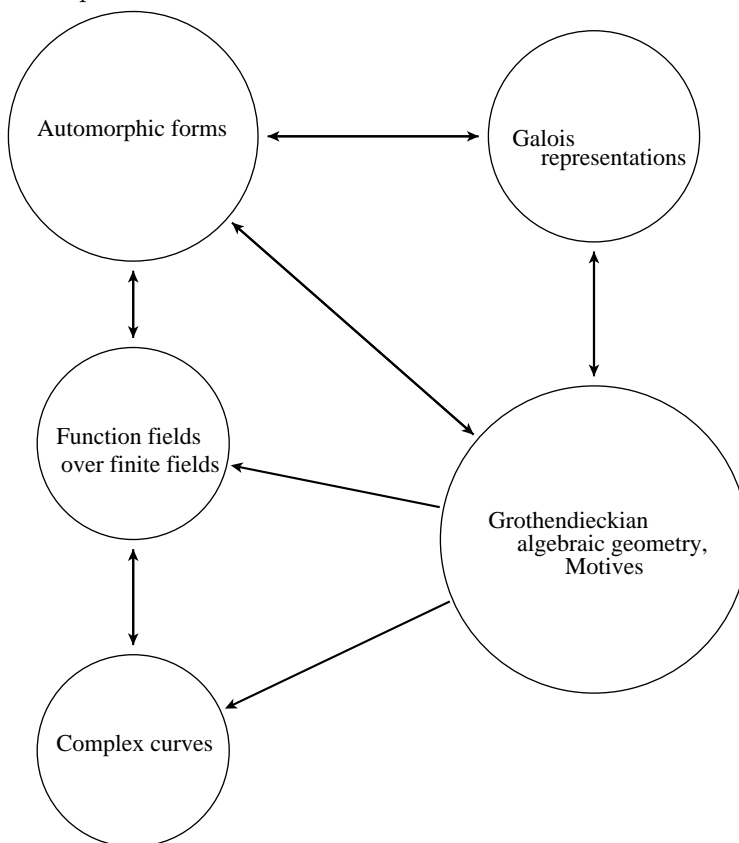 Automorphic forms
Galois
representations
Function fields
over finite fields
Grothendieckian
algebraic geometry,
Motives
Complex curves